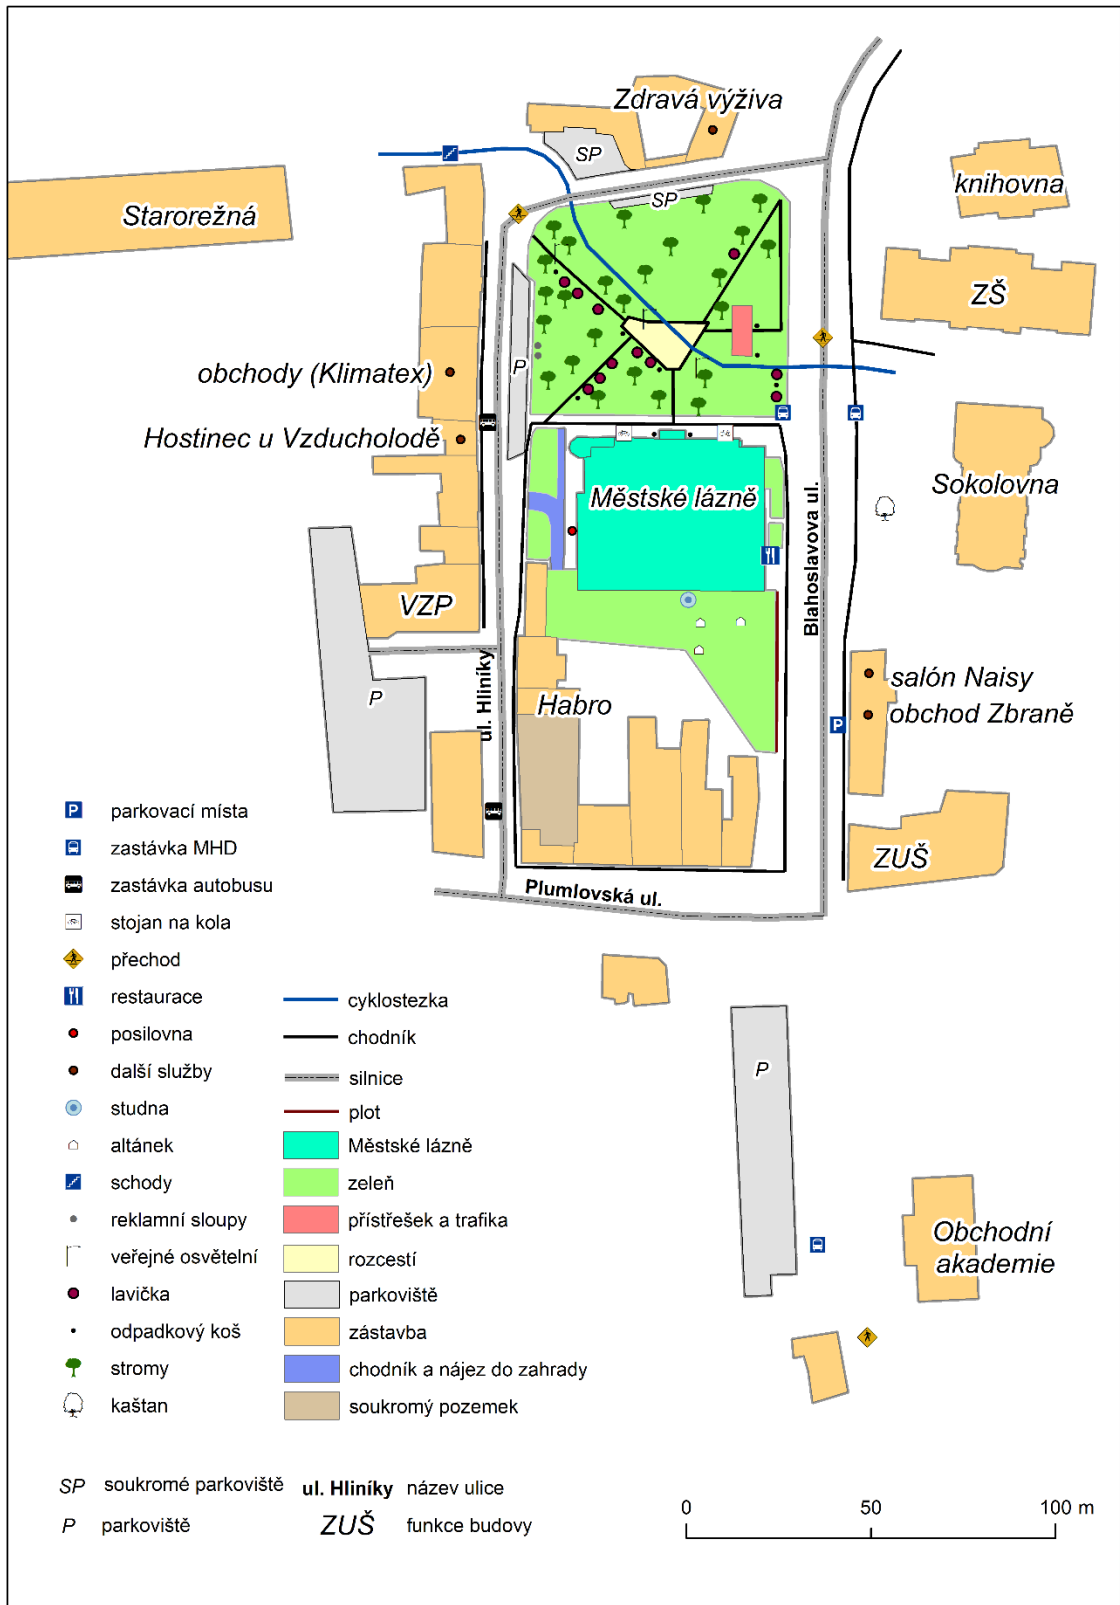 Zdravá výživa
SP
Starorežná
SP
knihovna
ZŠ
obchody (Klimatex)
P
Hostinec u Vzducholodě
Městské lázně
Sokolovna
Blahoslavova ul.
VZP
P
ul. Hliníky
Habro
salón Naisy
obchod Zbraně
P
ZUŠ
Plumlovská ul.
P
Obchodní
akademie
P parkovací místa
zastávka MHD
zastávka autobusu
stojan na kola
přechod
restaurace
posilovna
další služby
studna
altánek
schody
reklamní sloupy
veřejné osvětelní
lavička
odpadkový koš
stromy
kaštan
cyklostezka
chodník
silnice
plot
Městské lázně
zeleň
přístřešek a trafika
rozcestí
parkoviště
zástavba
chodník a nájez do zahrady
soukromý pozemek
SP soukromé parkoviště
P parkoviště
ul. Hliníky název ulice
ZUŠ funkce budovy
0 50 100 m